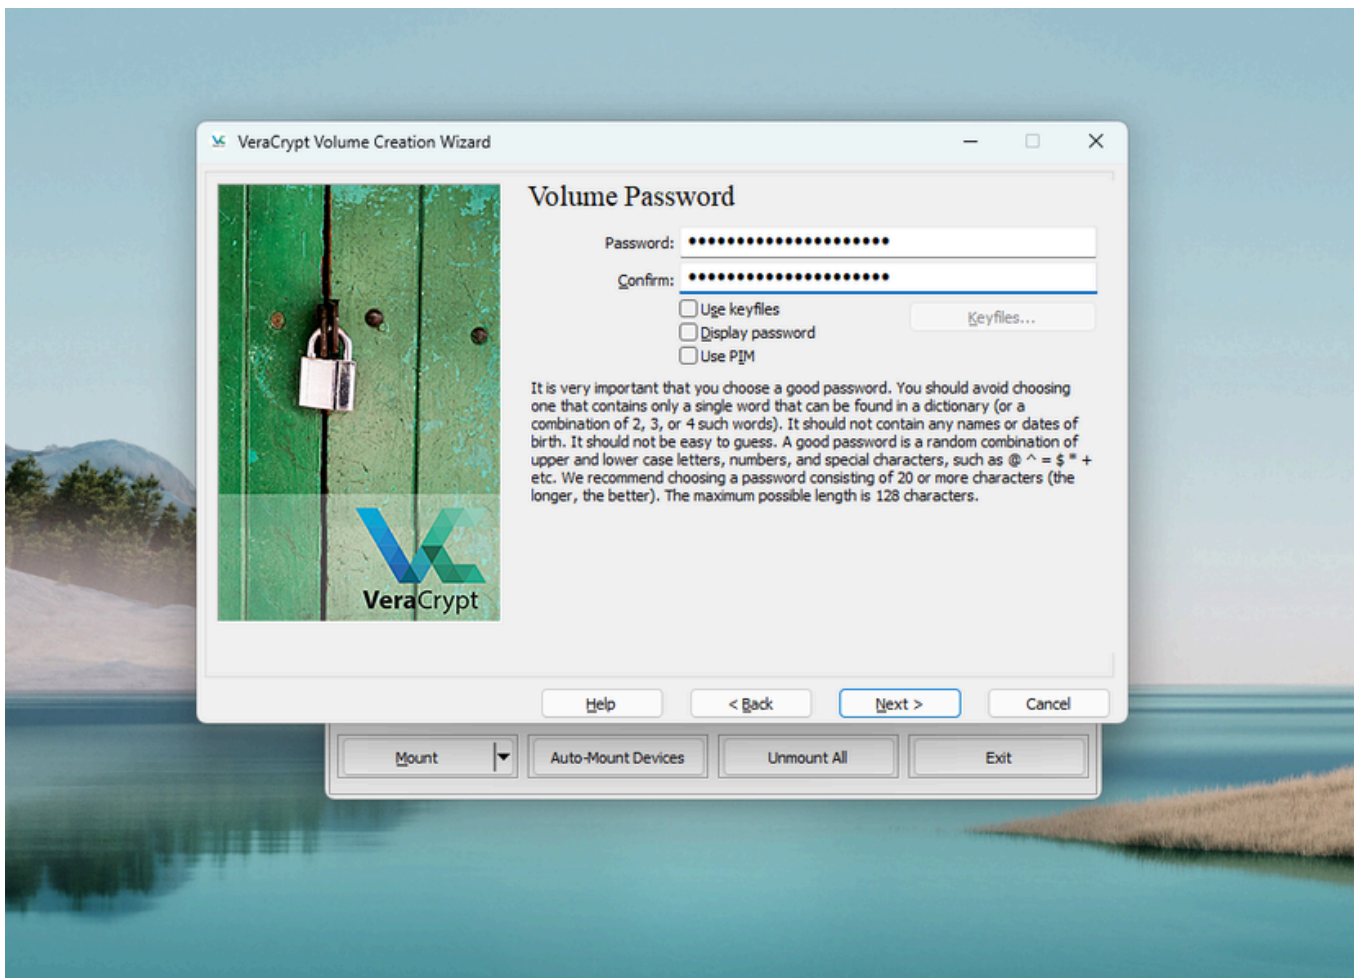 VeraCrypt Volume Creation Wizard
Volume Password
Password: •••••••••••••••••••••
Confirm: •••••••••••••••••••••
Use keyfiles
Keyfiles...
Display password
Use PIM
It is very important that you choose a good password. You should avoid choosing
one that contains only a single word that can be found in a dictionary (or a
combination of 2, 3, or 4 such words). It should not contain any names or dates of
birth. It should not be easy to guess. A good password is a random combination of
upper and lower case letters, numbers, and special characters, such as @ ^ = $ * +
etc. We recommend choosing a password consisting of 20 or more characters (the
longer, the better). The maximum possible length is 128 characters.
VeraCrypt
Help
< Back
Next >
Cancel
Mount
Auto-Mount Devices
Unmount All
Exit